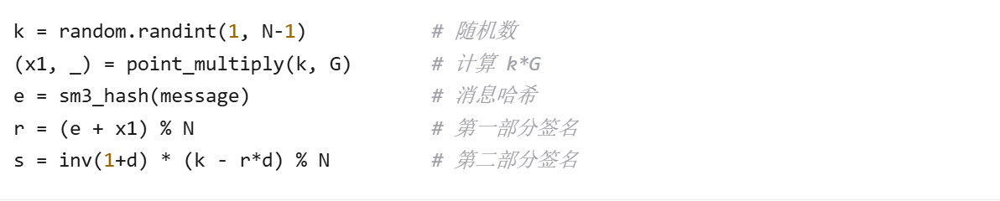 k = random.randint(1, N-1) # 随机数
(x1, _) = point_multiply(k, G) # 计算 k*G
e = sm3_hash(message) # 消息哈希
r = (e + x1) % N # 第一部分签名
s = inv(1+d) * (k - r*d) % N # 第二部分签名